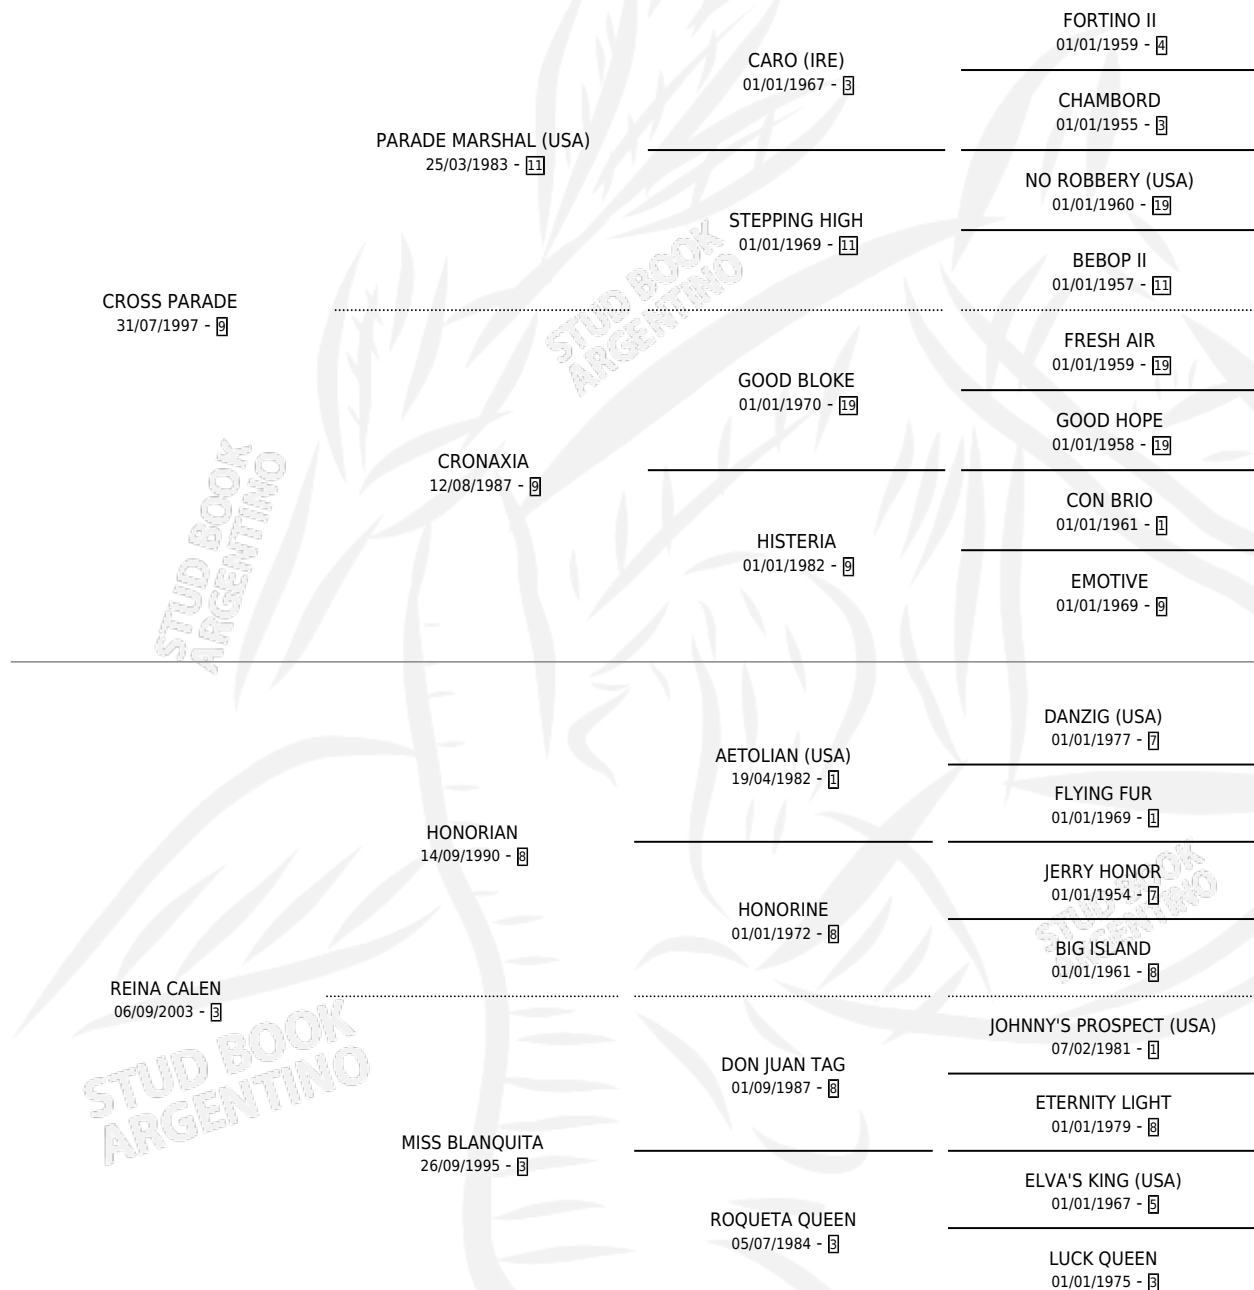 FORTINO II
01/01/1959 - 4
CARO (IRE)
01/01/1967 - 3
CHAMBORD
01/01/1955 - 3
PARADE MARSHAL (USA)
25/03/1983 - 11
NO ROBBERY (USA)
01/01/1960 - 19
STEPPING HIGH
01/01/1969 - 11
BEBOP II
01/01/1957 - 11
CROSS PARADE
31/07/1997 - 9
STUD BOOK
ARGENTINO
FRESH AIR
01/01/1959 - 19
GOOD BLOKE
01/01/1970 - 19
GOOD HOPE
01/01/1958 - 19
CRONAXIA
12/08/1987 - 9
CON BRIO
01/01/1961 - 1
HISTERIA
01/01/1982 - 9
EMOTIVE
01/01/1969 - 9
STUD BOOK
ARGENTINO
DANZIG (USA)
01/01/1977 - 7
AETOLIAN (USA)
19/04/1982 - 1
FLYING FUR
01/01/1969 - 1
HONORIAN
14/09/1990 - 8
JERRY HONOR
01/01/1954 - 7
HONORINE
01/01/1972 - 8
STUD BOOK
ARGENTINO
BIG ISLAND
01/01/1961 - 8
REINA CALEN
06/09/2003 - 3
JOHNNY'S PROSPECT (USA)
07/02/1981 - 1
DON JUAN TAG
01/09/1987 - 8
STUD BOOK
ARGENTINO
ETERNITY LIGHT
01/01/1979 - 8
MISS BLANQUITA
26/09/1995 - 3
ELVA'S KING (USA)
01/01/1967 - 5
ROQUETA QUEEN
05/07/1984 - 3
LUCK QUEEN
01/01/1975 - 3